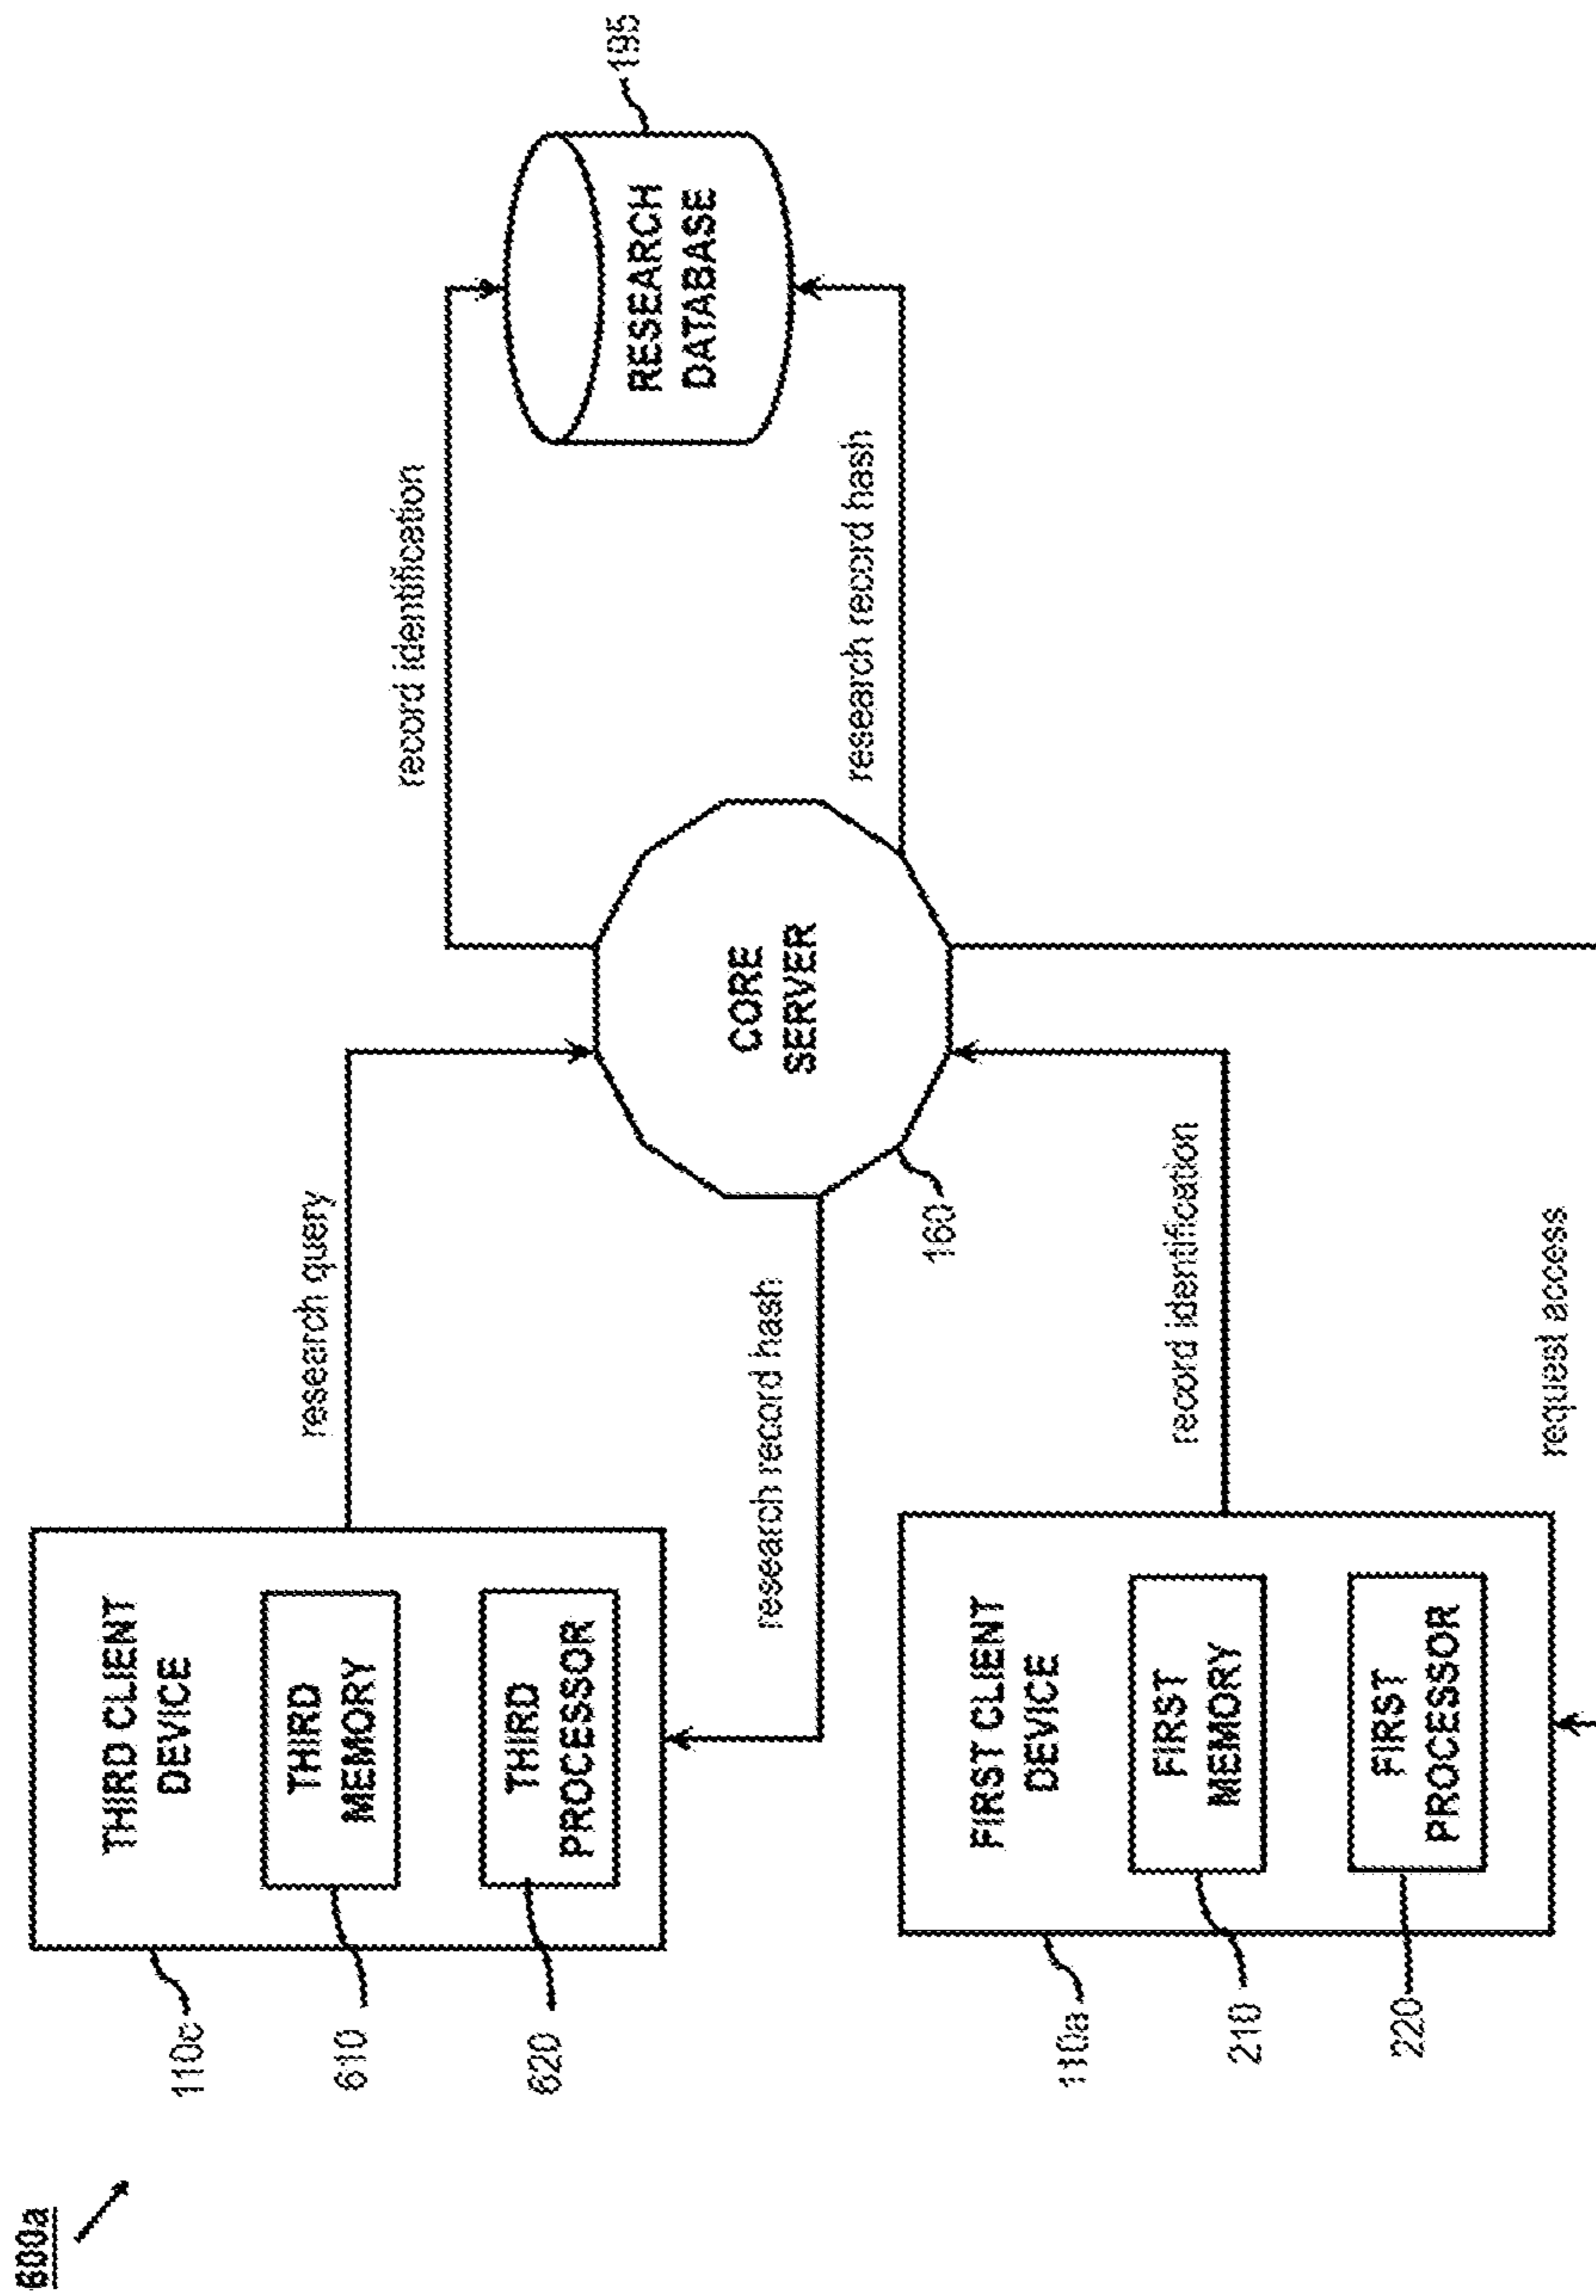 600a
110c
THIRD CLIENT
DEVICE
610
THIRD
MEMORY
620
THIRD
PROCESSOR
research query
record identification
research record hash
195
RESEARCH
DATABASE
CORE
SERVER
160
research record hash
110a
FIRST CLIENT
DEVICE
210
FIRST
MEMORY
220
FIRST
PROCESSOR
record identification
request access